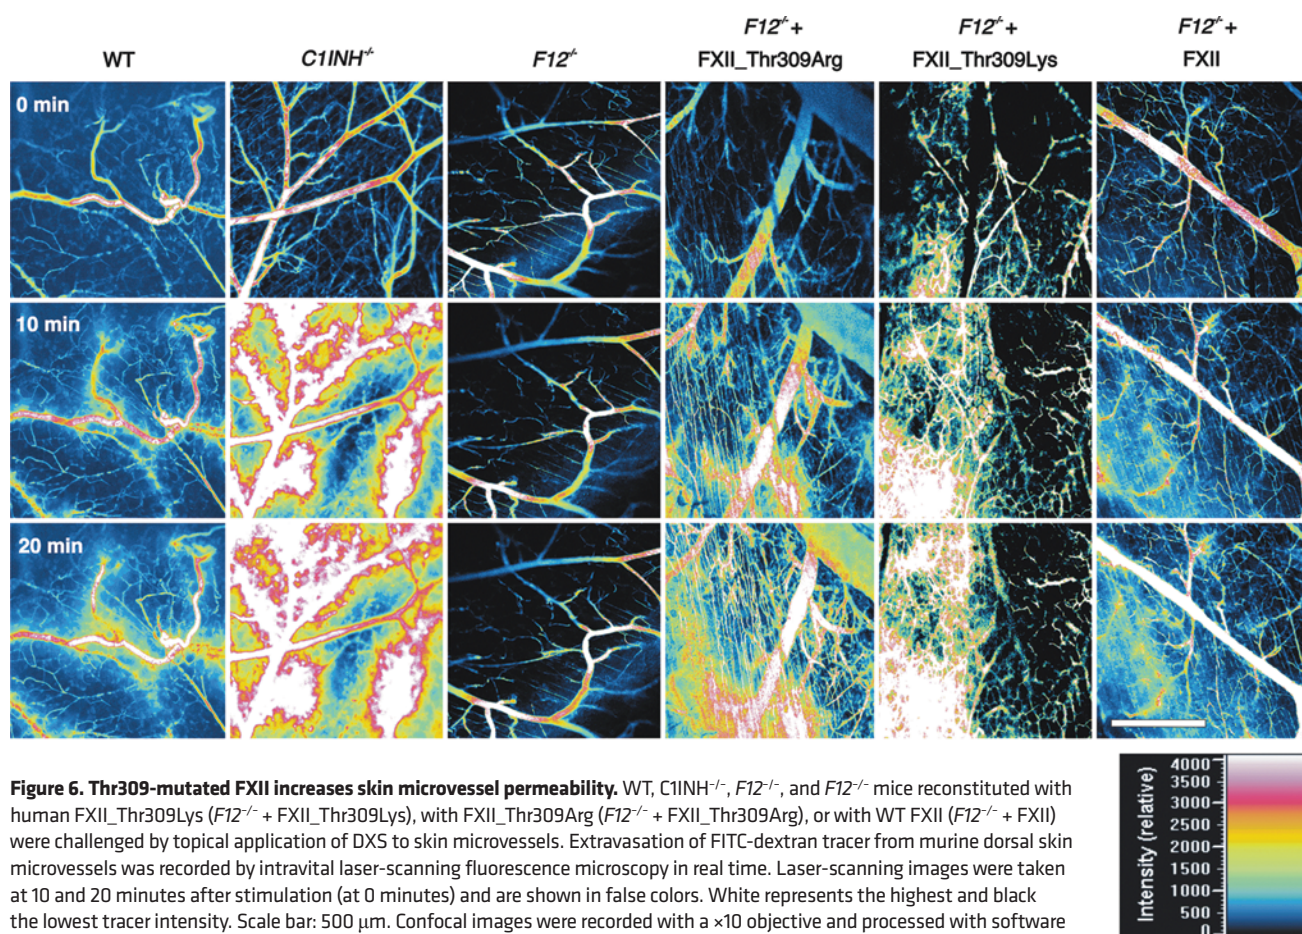 WT
C1INH-/-
F12-/-
F12-/- +
FXII_Thr309Arg
F12-/- +
FXII_Thr309Lys
F12-/- +
FXII
0 min
10 min
20 min
Figure 6. Thr309-mutated FXII increases skin microvessel permeability. WT, C1INH−/−, F12−/−, and F12−/− mice reconstituted with
human FXII_Thr309Lys (F12−/− + FXII_Thr309Lys), with FXII_Thr309Arg (F12−/− + FXII_Thr309Arg), or with WT FXII (F12−/− + FXII)
were challenged by topical application of DXS to skin microvessels. Extravasation of FITC-dextran tracer from murine dorsal skin
microvessels was recorded by intravital laser-scanning fluorescence microscopy in real time. Laser-scanning images were taken
at 10 and 20 minutes after stimulation (at 0 minutes) and are shown in false colors. White represents the highest and black
the lowest tracer intensity. Scale bar: 500 μm. Confocal images were recorded with a ×10 objective and processed with software
Intensity (relative)
4000
3500
3000
2500
2000
1500
1000
500
0